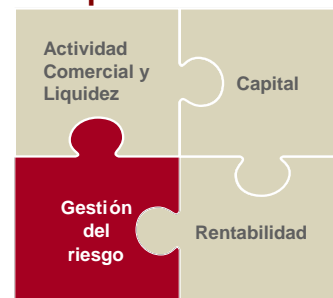 Actividad
Comercial y
Liquidez
Capital
Gestión
del
riesgo
Rentabilidad